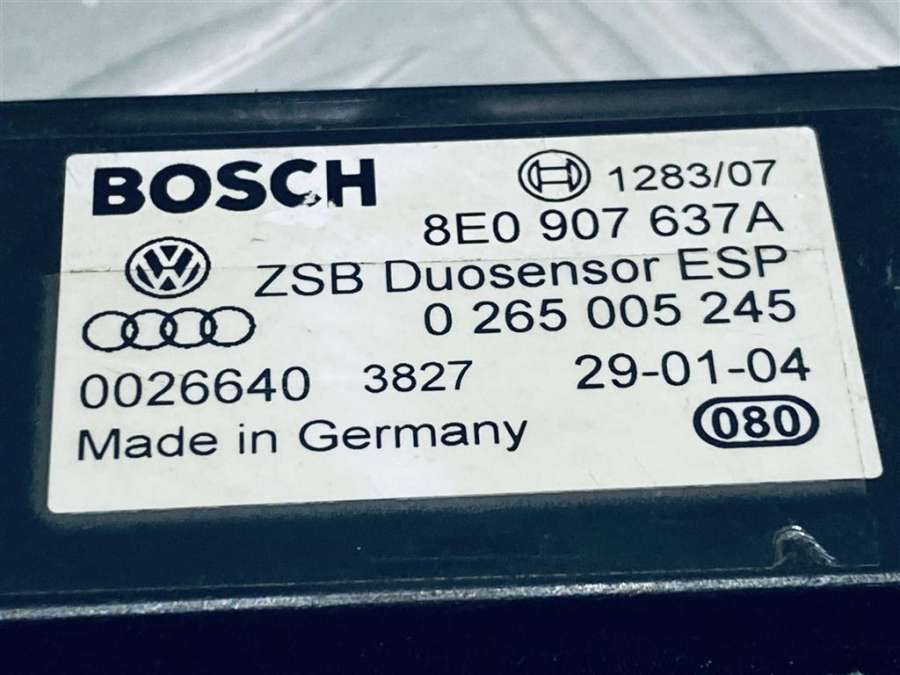 BOSCH 1283/07
8E0 907 637A
ZSB Duosensor ESP
0 265 005 245
0026640 3827 29-01-04
Made in Germany 080